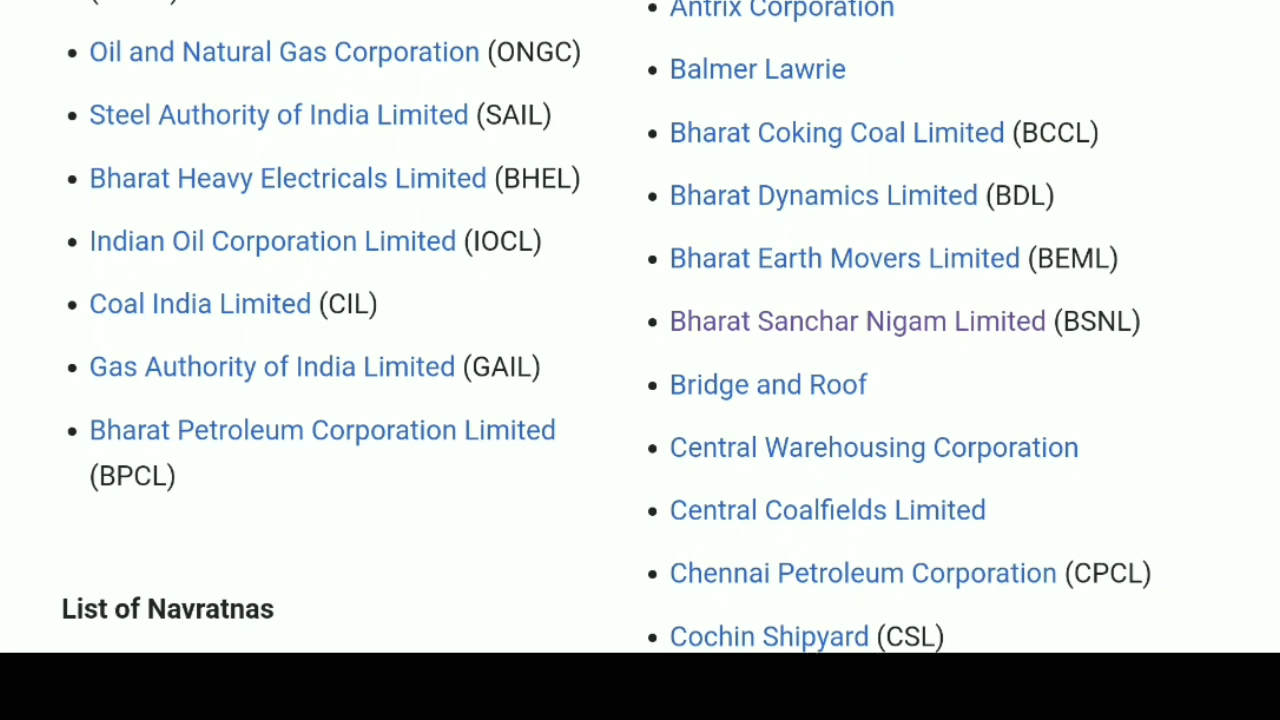 Oil and Natural Gas Corporation (ONGC)
Steel Authority of India Limited (SAIL)
Bharat Heavy Electricals Limited (BHEL)
Indian Oil Corporation Limited (IOCL)
Coal India Limited (CIL)
Gas Authority of India Limited (GAIL)
Bharat Petroleum Corporation Limited
(BPCL)
List of Navratnas
Antrix Corporation
Balmer Lawrie
Bharat Coking Coal Limited (BCCL)
Bharat Dynamics Limited (BDL)
Bharat Earth Movers Limited (BEML)
Bharat Sanchar Nigam Limited (BSNL)
Bridge and Roof
Central Warehousing Corporation
Central Coalfields Limited
Chennai Petroleum Corporation (CPCL)
Cochin Shipyard (CSL)